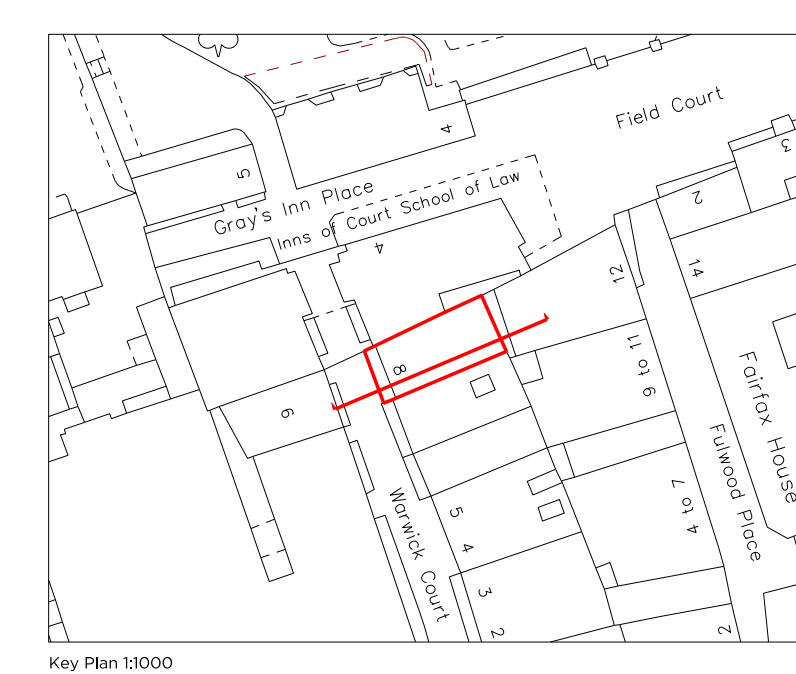 Field Court
4
3
5
Gray's Inn Place
Inns of Court School of Law
2
4
12
14
8
9 to 11
Fairfax House
6
Fulwood Place
4 to 7
Warwick Court
5
4
3
2
2
Key Plan 1:1000